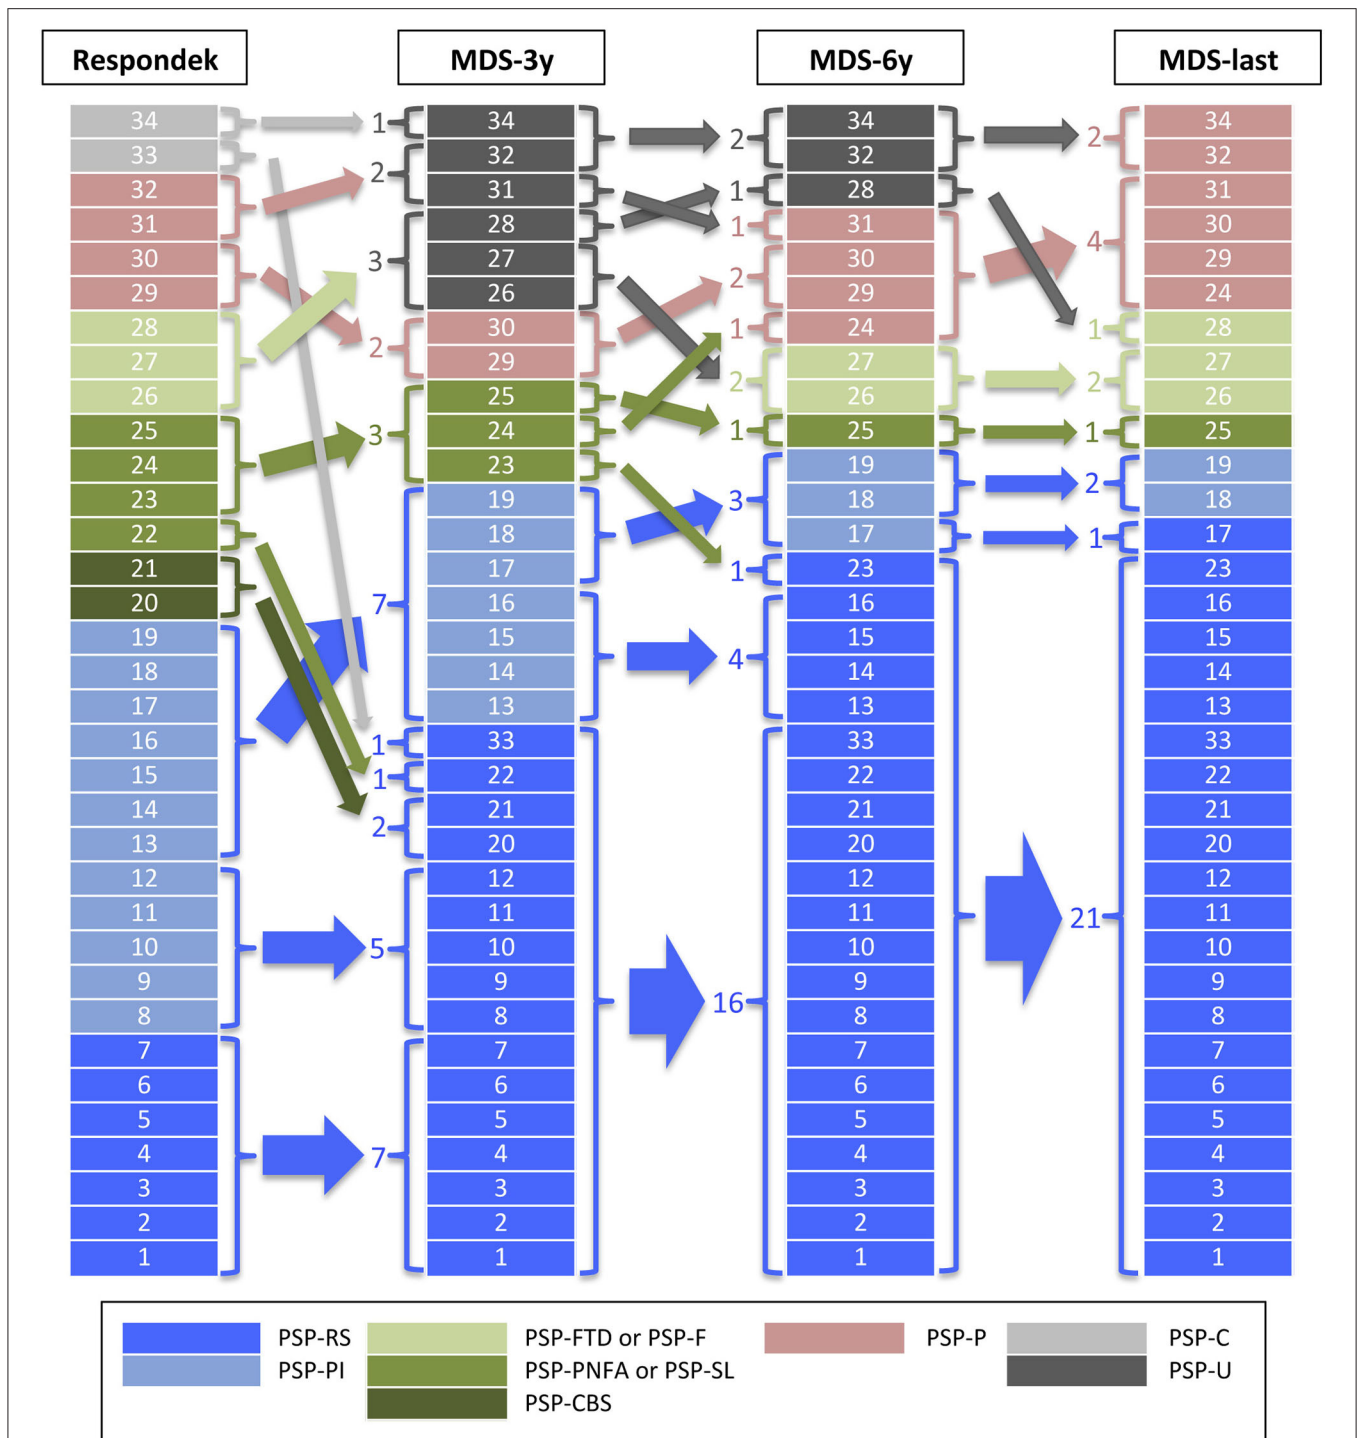 Respondek MDS-3y MDS-6y MDS-last
34 1 34 2 34 2 34
33 32 32 32
32 2 31 1 28 31
31 28 1 31 4 30
30 3 27 2 30 29
29 26 29 24
28 2 30 1 24 1 28
27 29 2 27 2 27
26 25 26 26
25 3 24 1 25 1 25
24 23 3 19 2 19
23 7 19 18 18
22 18 17 1 17
21 17 1 23 21 23
20 16 4 16 16
19 15 15 15
18 14 14 14
17 13 13 13
16 1 33 16 33 33
15 1 22 22 22
14 2 21 21 21
13 20 20 20
12 5 12 12 12
11 11 11 11
10 10 10 10
9 9 9 9
8 8 8 8
7 7 7 7 7
6 6 6 6
5 5 5 5
4 4 4 4
3 3 3 3
2 2 2 2
1 1 1 1
PSP-RS PSP-FTD or PSP-F PSP-P PSP-C
PSP-PI PSP-PNFA or PSP-SL PSP-U
PSP-CBS